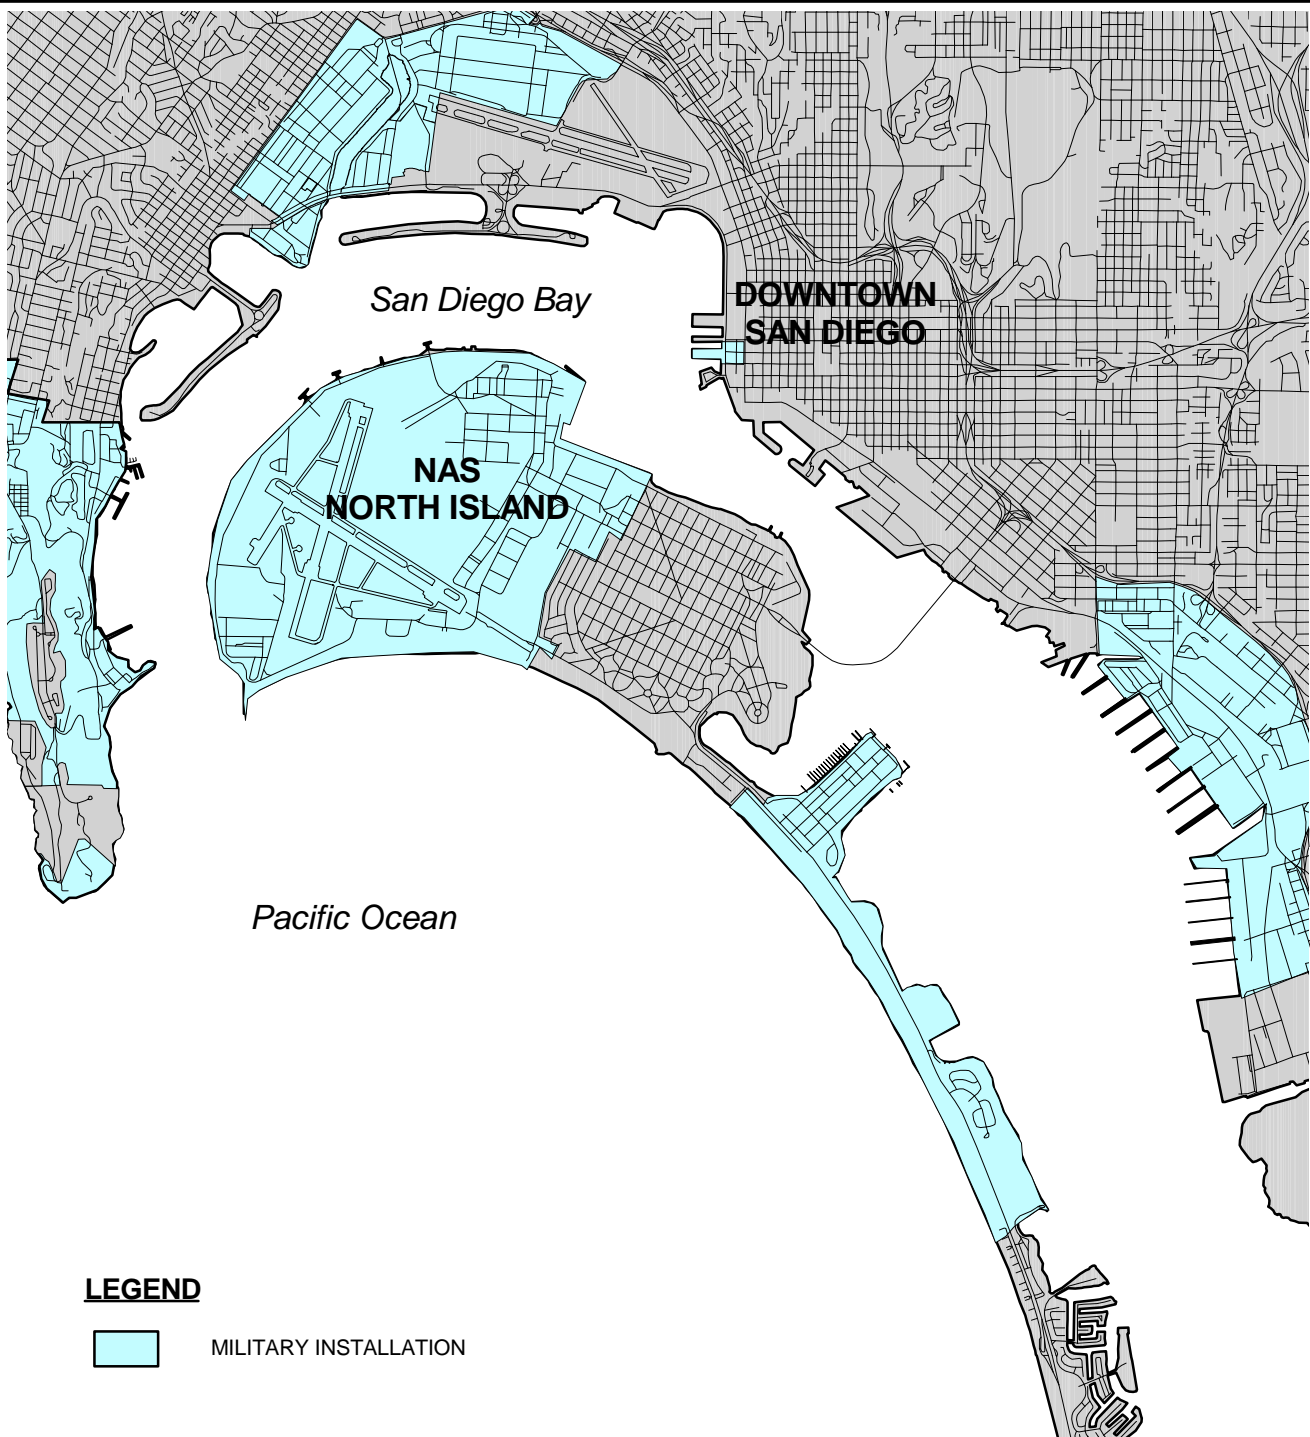 San Diego Bay
DOWNTOWN
SAN DIEGO
NAS
NORTH ISLAND
Pacific Ocean
LEGEND
MILITARY INSTALLATION